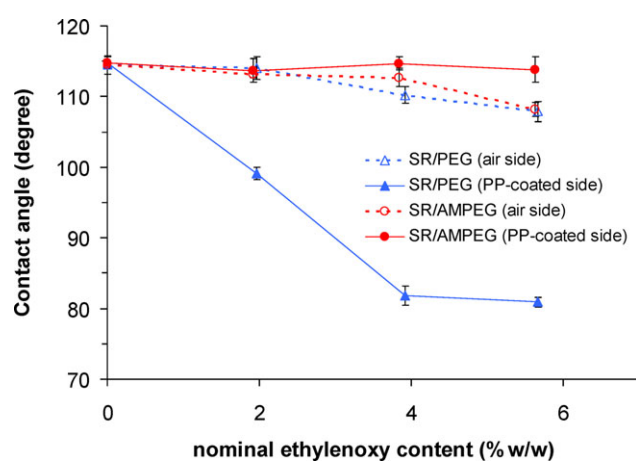 120
110
100
90
80
70
Contact angle (degree)
SR/PEG (air side)
SR/PEG (PP-coated side)
SR/AMPEG (air side)
SR/AMPEG (PP-coated side)
0
2
4
6
nominal ethylenoxy content (% w/w)